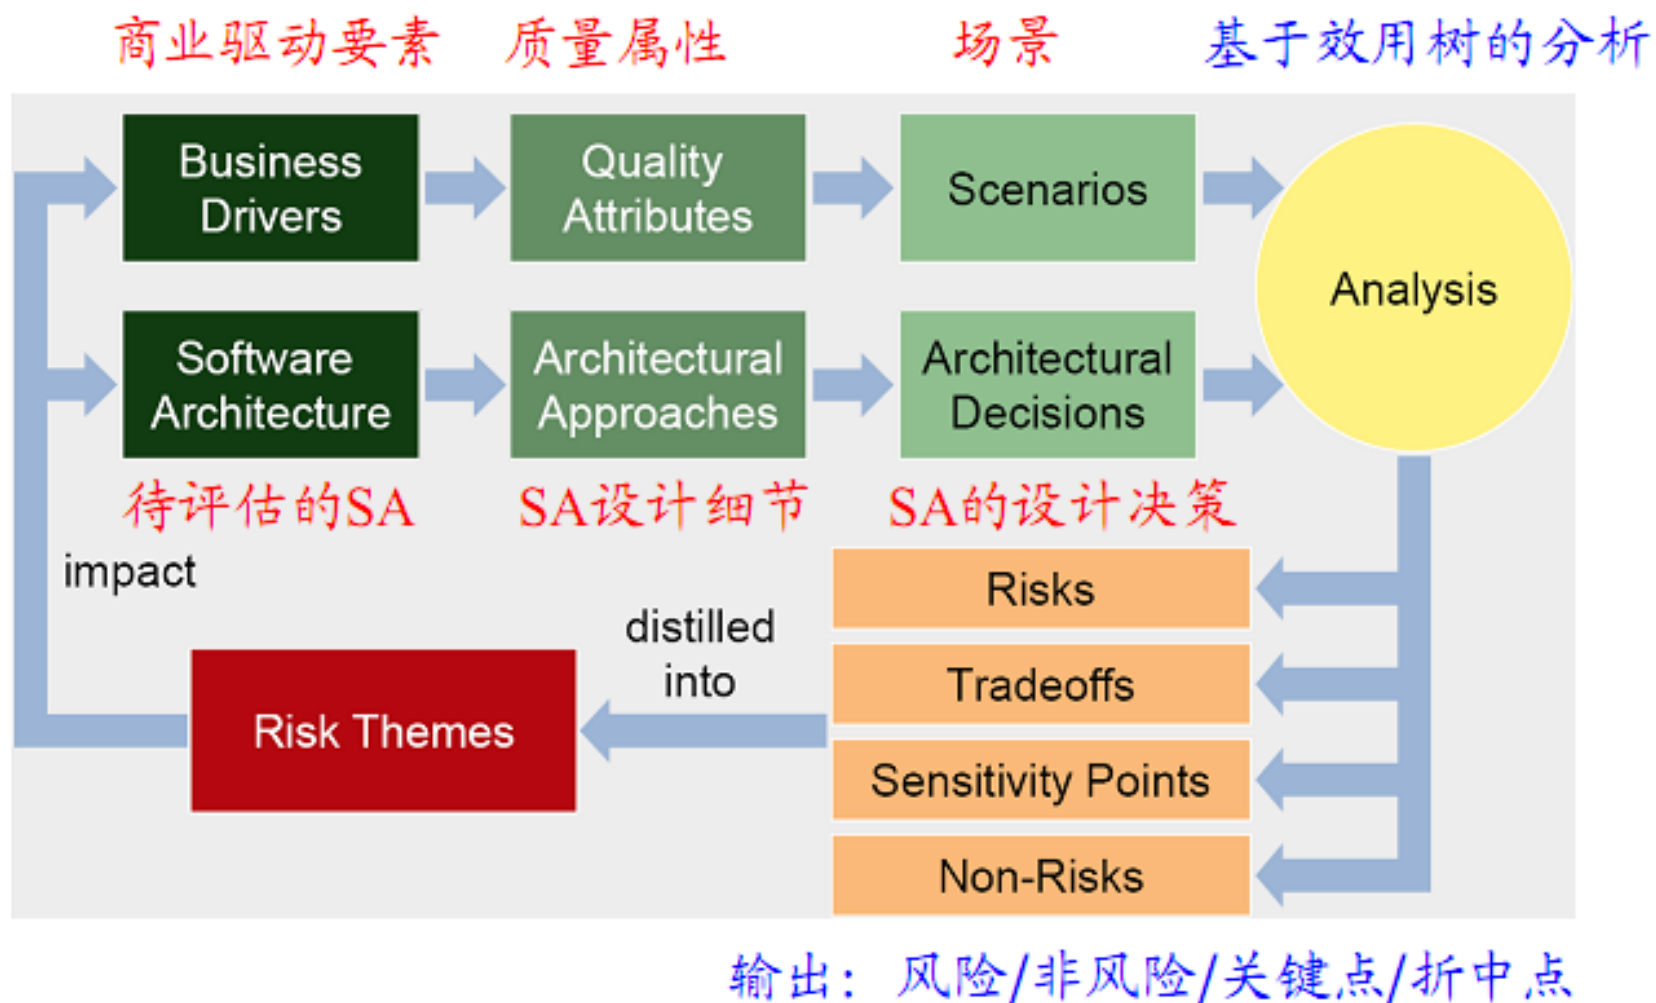 商业驱动要素 质量属性 场景 基于效用树的分析
Business
Drivers
Quality
Attributes
Scenarios
Analysis
Software
Architecture
Architectural
Approaches
Architectural
Decisions
待评估的SA SA设计细节 SA的设计决策
impact
distilled
into
Risks
Tradeoffs
Risk Themes
Sensitivity Points
Non-Risks
输出：风险/非风险/关键点/折中点